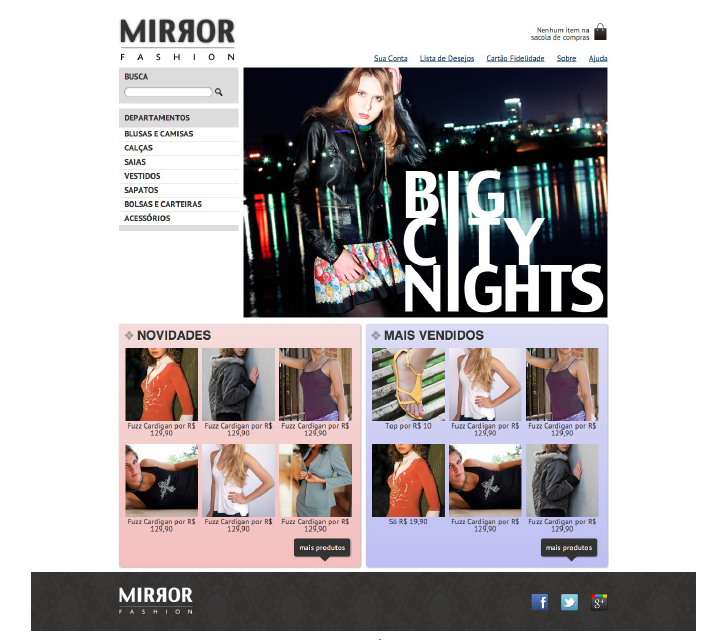 MIRROR
FASHION
Nenhum item na
sacola de compras
Sua Conta Lista de Desejos Cartão Fidelidade Sobre Ajuda
BUSCA
DEPARTAMENTOS
BLUSAS E CAMISAS
CALÇAS
SAIAS
VESTIDOS
SAPATOS
BOLSAS E CARTEIRAS
ACESSÓRIOS
BIG
CITY
NIGHTS
NOVIDADES
Fuzz Cardigan por R$
129,90
Fuzz Cardigan por R$
129,90
Fuzz Cardigan por R$
129,90
Fuzz Cardigan por R$
129,90
Fuzz Cardigan por R$
129,90
Fuzz Cardigan por R$
129,90
mais produtos
MAIS VENDIDOS
Top por R$ 10
Fuzz Cardigan por R$
129,90
Fuzz Cardigan por R$
129,90
Só R$ 19,90
Fuzz Cardigan por R$
129,90
Fuzz Cardigan por R$
129,90
mais produtos
MIRROR
FASHION
f
g+